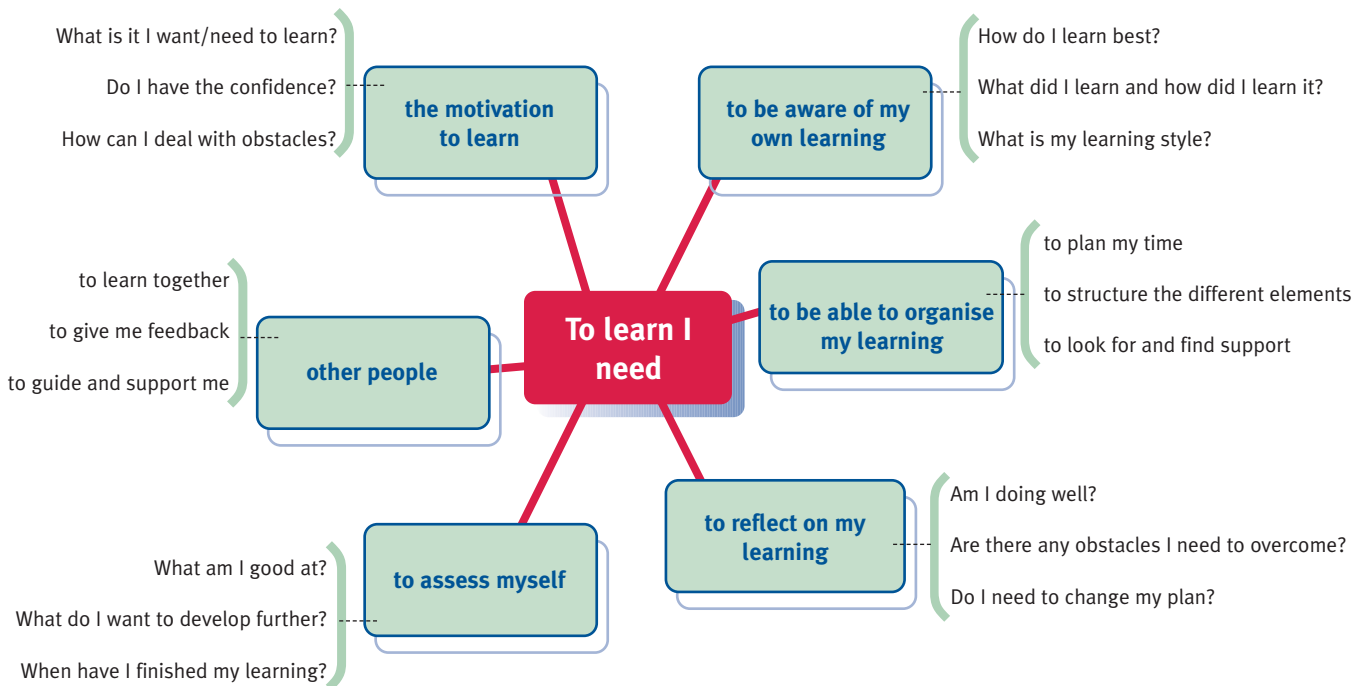 What is it I want/need to learn?
Do I have the confidence?
How can I deal with obstacles?
the motivation
to learn
to be aware of my
own learning
How do I learn best?
What did I learn and how did I learn it?
What is my learning style?
to learn together
to give me feedback
to guide and support me
other people
To learn I
need
to be able to organise
my learning
to plan my time
to structure the different elements
to look for and find support
What am I good at?
What do I want to develop further?
When have I finished my learning?
to assess myself
to reflect on my
learning
Am I doing well?
Are there any obstacles I need to overcome?
Do I need to change my plan?